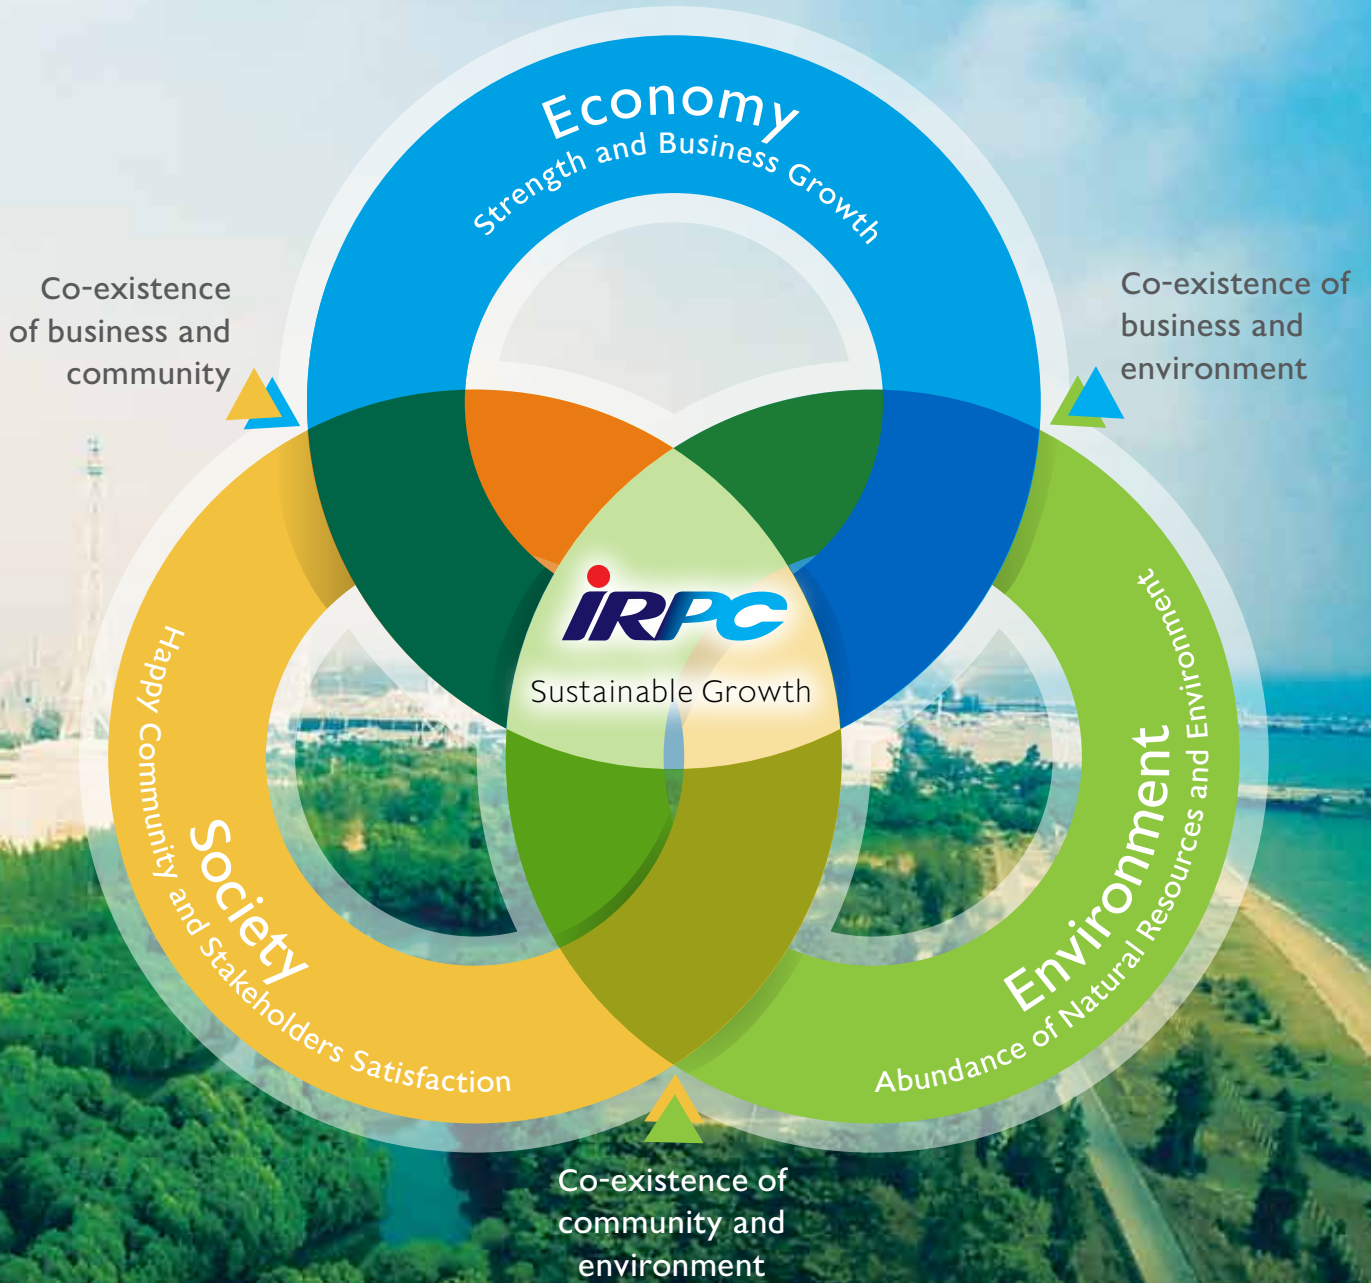 Economy
Strength and Business Growth
Co-existence
of business and
community
Co-existence of
business and
environment
iRPC
Sustainable Growth
Society
Happy Community and Stakeholders Satisfaction
Environment
Abundance of Natural Resources and Environment
Co-existence of
community and
environment